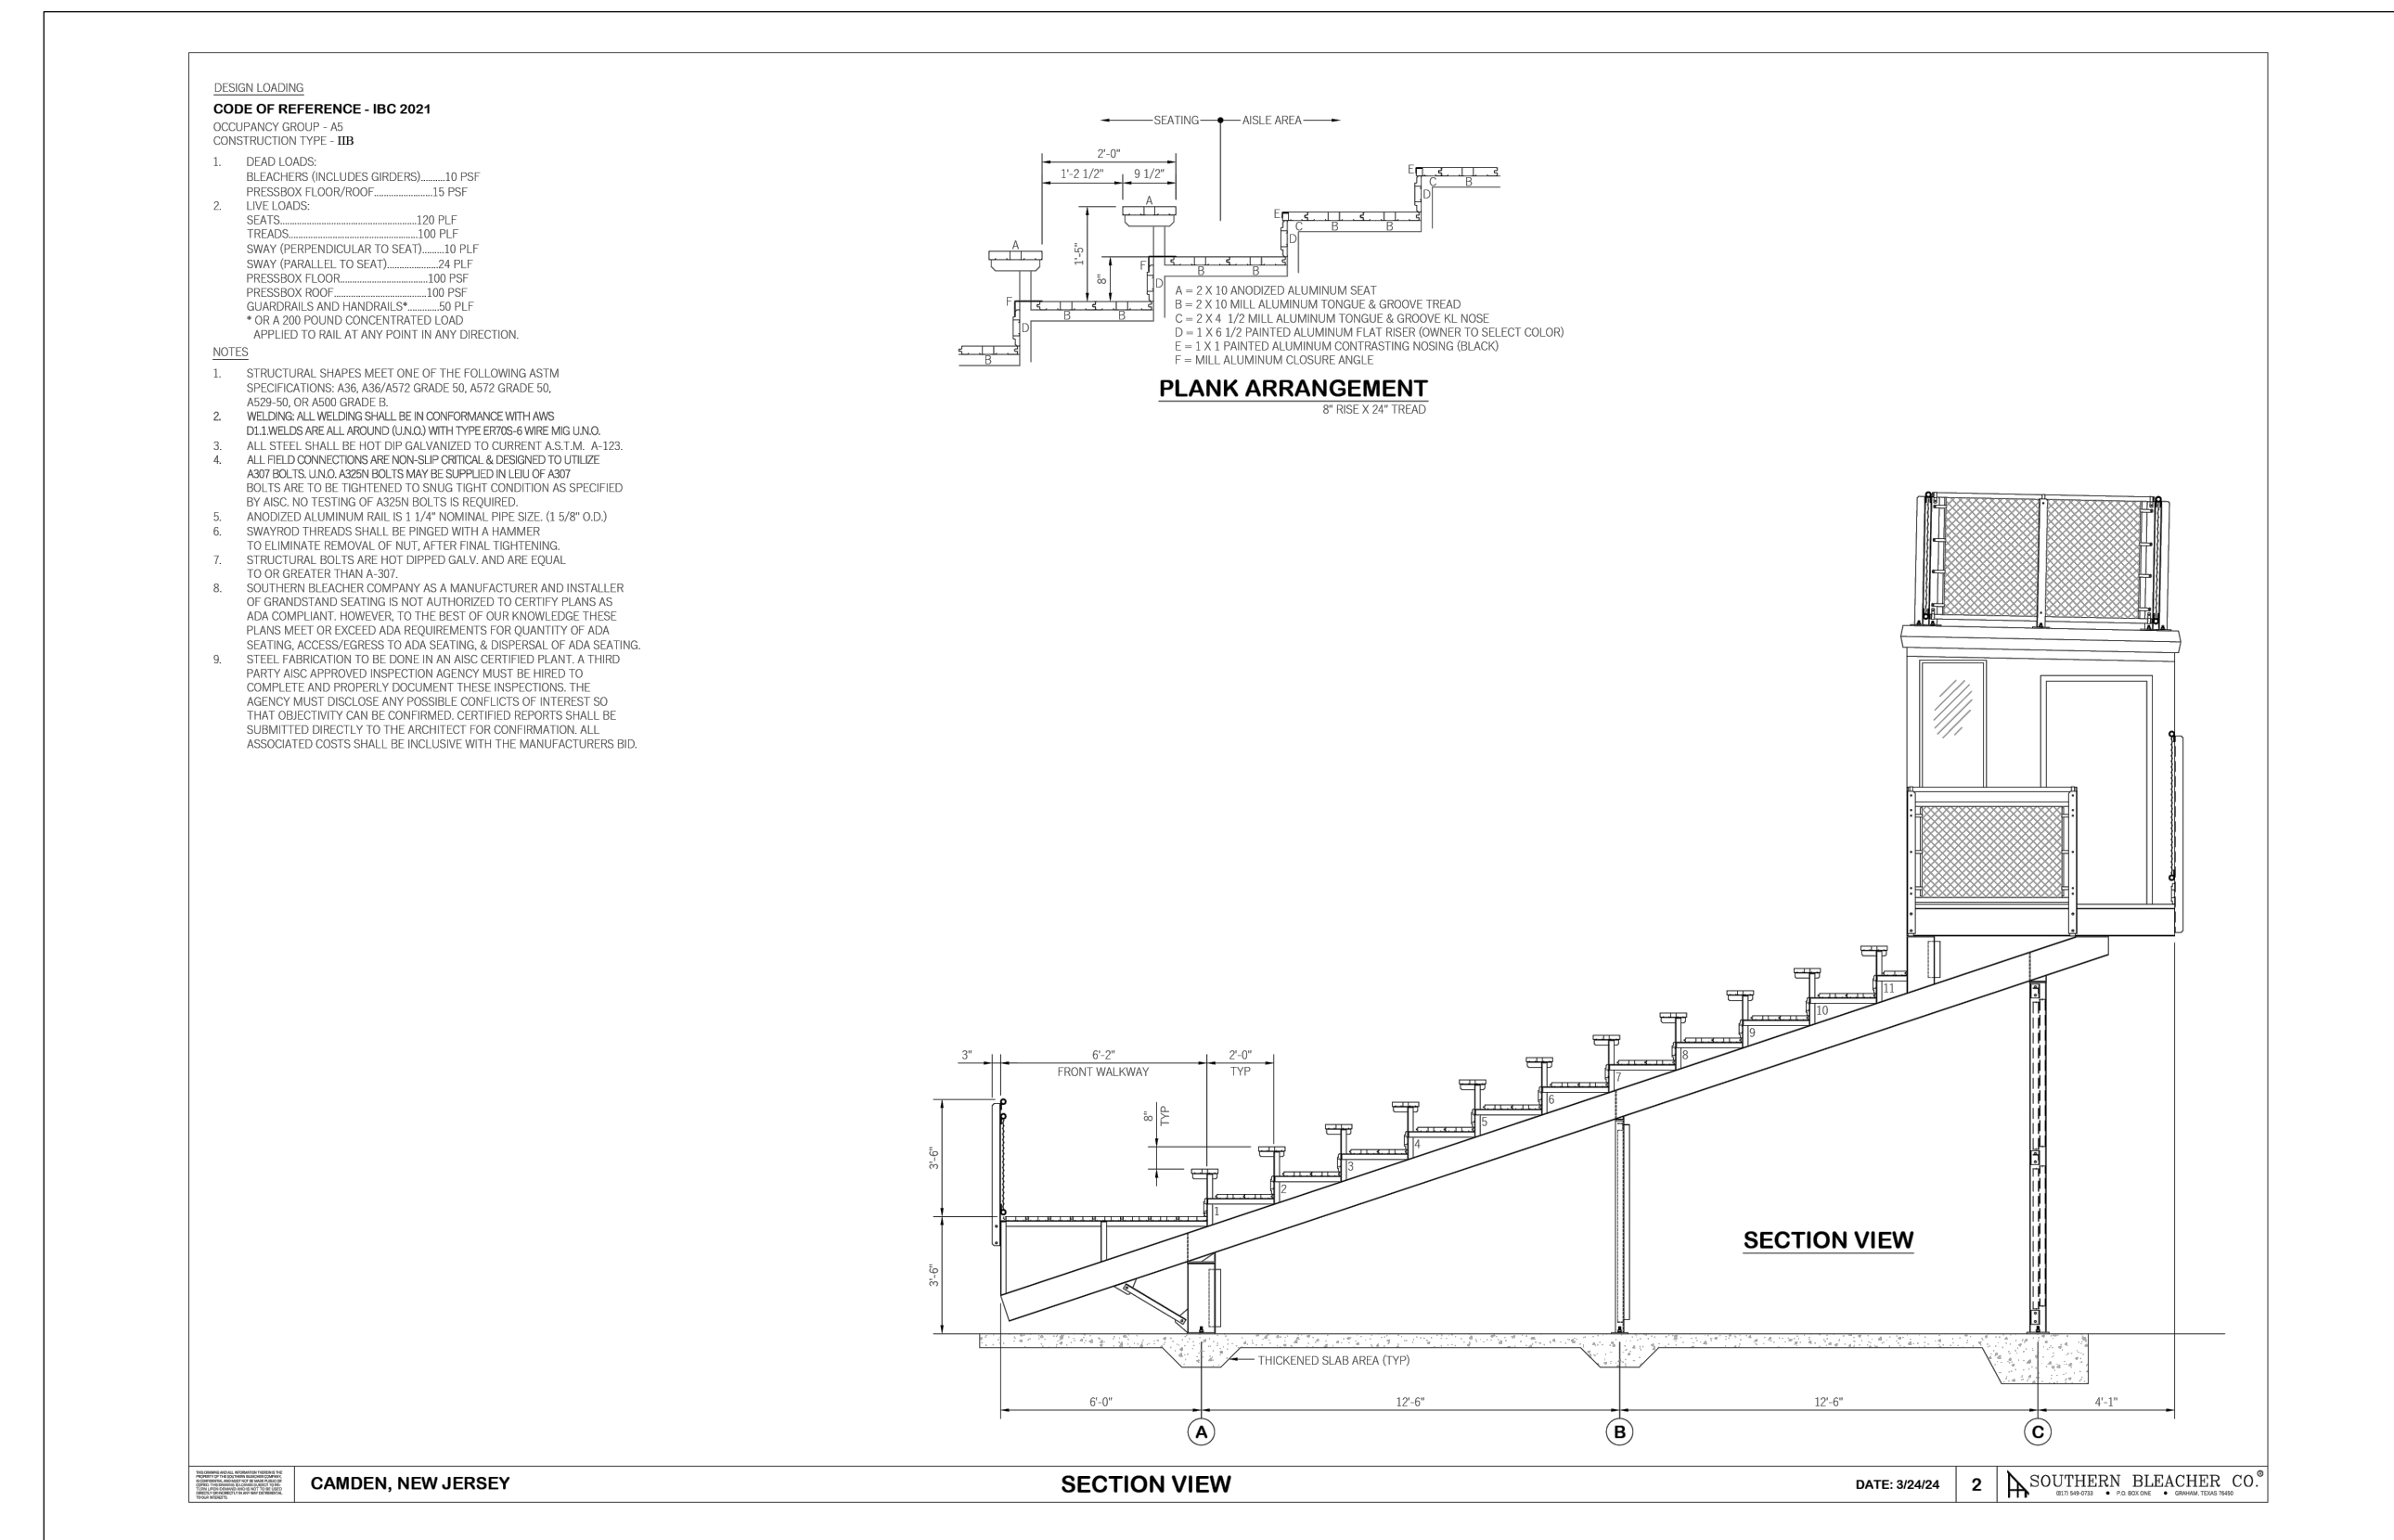 DESIGN LOADING
CODE OF REFERENCE - IBC 2021
OCCUPANCY GROUP - A5
CONSTRUCTION TYPE - IIB
1. DEAD LOADS:
BLEACHERS (INCLUDES GIRDERS)..........10 PSF
PRESSBOX FLOOR/ROOF........................15 PSF
2. LIVE LOADS:
SEATS........................................................120 PLF
TREADS.....................................................100 PLF
SWAY (PERPENDICULAR TO SEAT).........10 PLF
SWAY (PARALLEL TO SEAT).....................24 PLF
PRESSBOX FLOOR....................................100 PSF
PRESSBOX ROOF......................................100 PSF
GUARDRAILS AND HANDRAILS*.............50 PLF
* OR A 200 POUND CONCENTRATED LOAD
APPLIED TO RAIL AT ANY POINT IN ANY DIRECTION.
NOTES
1. STRUCTURAL SHAPES MEET ONE OF THE FOLLOWING ASTM
SPECIFICATIONS: A36, A36/A572 GRADE 50, A572 GRADE 50,
A529-50, OR A500 GRADE B.
2. WELDING: ALL WELDING SHALL BE IN CONFORMANCE WITH AWS
D1.1.WELDS ARE ALL AROUND (U.N.O.) WITH TYPE ER70S-6 WIRE MIG U.N.O.
3. ALL STEEL SHALL BE HOT DIP GALVANIZED TO CURRENT A.S.T.M. A-123.
4. ALL FIELD CONNECTIONS ARE NON-SLIP CRITICAL & DESIGNED TO UTILIZE
A307 BOLTS. U.N.O. A325N BOLTS MAY BE SUPPLIED IN LEIU OF A307
BOLTS ARE TO BE TIGHTENED TO SNUG TIGHT CONDITION AS SPECIFIED
BY AISC. NO TESTING OF A325N BOLTS IS REQUIRED.
5. ANODIZED ALUMINUM RAIL IS 1 1/4" NOMINAL PIPE SIZE. (1 5/8" O.D.)
6. SWAYROD THREADS SHALL BE PINGED WITH A HAMMER
TO ELIMINATE REMOVAL OF NUT, AFTER FINAL TIGHTENING.
7. STRUCTURAL BOLTS ARE HOT DIPPED GALV. AND ARE EQUAL
TO OR GREATER THAN A-307.
8. SOUTHERN BLEACHER COMPANY AS A MANUFACTURER AND INSTALLER
OF GRANDSTAND SEATING IS NOT AUTHORIZED TO CERTIFY PLANS AS
ADA COMPLIANT. HOWEVER, TO THE BEST OF OUR KNOWLEDGE THESE
PLANS MEET OR EXCEED ADA REQUIREMENTS FOR QUANTITY OF ADA
SEATING, ACCESS/EGRESS TO ADA SEATING, & DISPERSAL OF ADA SEATING.
9. STEEL FABRICATION TO BE DONE IN AN AISC CERTIFIED PLANT. A THIRD
PARTY AISC APPROVED INSPECTION AGENCY MUST BE HIRED TO
COMPLETE AND PROPERLY DOCUMENT THESE INSPECTIONS. THE
AGENCY MUST DISCLOSE ANY POSSIBLE CONFLICTS OF INTEREST SO
THAT OBJECTIVITY CAN BE CONFIRMED. CERTIFIED REPORTS SHALL BE
SUBMITTED DIRECTLY TO THE ARCHITECT FOR CONFIRMATION. ALL
ASSOCIATED COSTS SHALL BE INCLUSIVE WITH THE MANUFACTURERS BID.
SEATING AISLE AREA
2'-0"
1'-2 1/2" 9 1/2"
E
C B
D
A
E
C B B
D
A
1'-5"
8"
F
B B
D
F
B B
D
B
A = 2 X 10 ANODIZED ALUMINUM SEAT
B = 2 X 10 MILL ALUMINUM TONGUE & GROOVE TREAD
C = 2 X 4 1/2 MILL ALUMINUM TONGUE & GROOVE KL NOSE
D = 1 X 6 1/2 PAINTED ALUMINUM FLAT RISER (OWNER TO SELECT COLOR)
E = 1 X 1 PAINTED ALUMINUM CONTRASTING NOSING (BLACK)
F = MILL ALUMINUM CLOSURE ANGLE
PLANK ARRANGEMENT
8" RISE X 24" TREAD
11
10
9
8
7
6
5
4
3
2
1
3" 6'-2" 2'-0"
FRONT WALKWAY TYP
8"
TYP
3'-6"
3'-6"
SECTION VIEW
THICKENED SLAB AREA (TYP)
6'-0" 12'-6" 12'-6" 4'-1"
A B C
CAMDEN, NEW JERSEY
SECTION VIEW
DATE: 3/24/24
2
SOUTHERN BLEACHER CO.®
(817) 549-0733 • P.O. BOX ONE • GRAHAM, TEXAS 76450